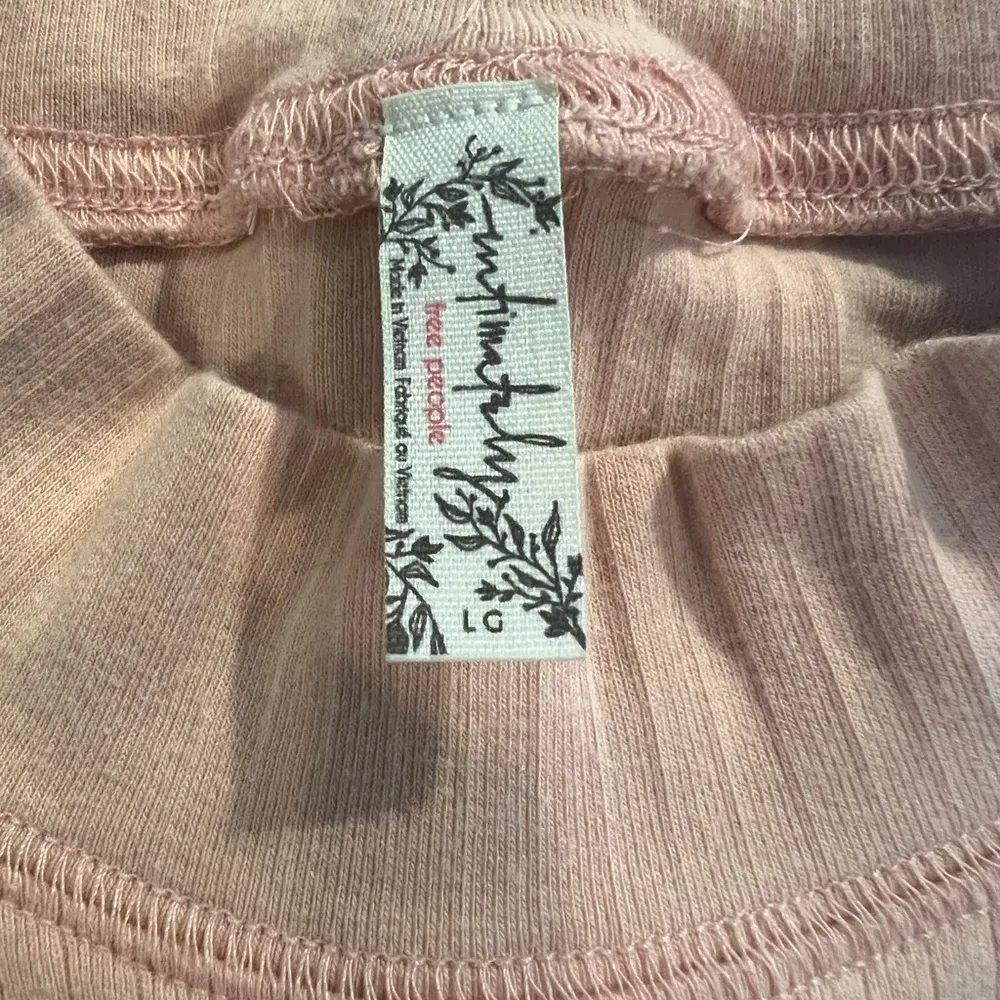 Intimately
free people
Made in Vietnam Fabriqué au Vietnam
LG